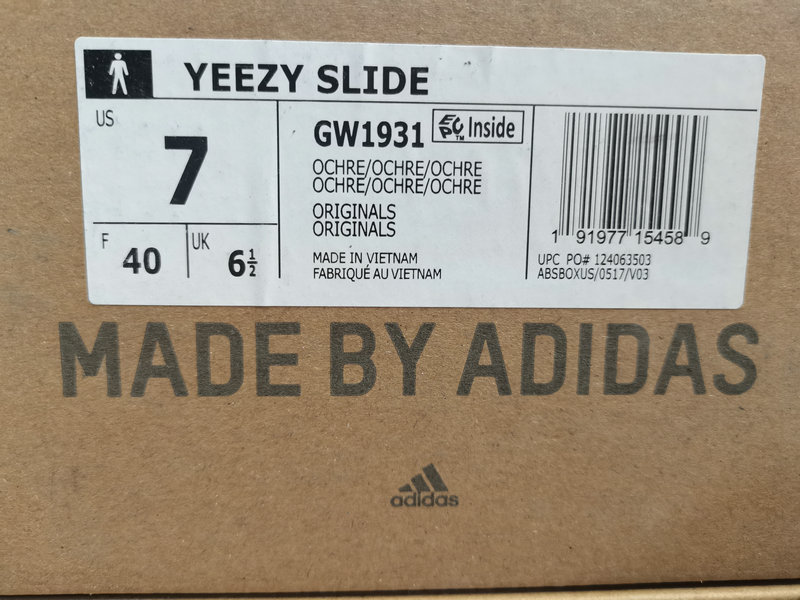 YEEZY SLIDE
US
7
F 40
UK 6½
GW1931
EPC™ Inside
OCHRE/OCHRE/OCHRE
OCHRE/OCHRE/OCHRE
ORIGINALS
ORIGINALS
MADE IN VIETNAM
FABRIQUÉ AU VIETNAM
1 91977 15458 9
UPC PO# 124063503
ABSBOXUS/0517/V03
MADE BY ADIDAS
adidas